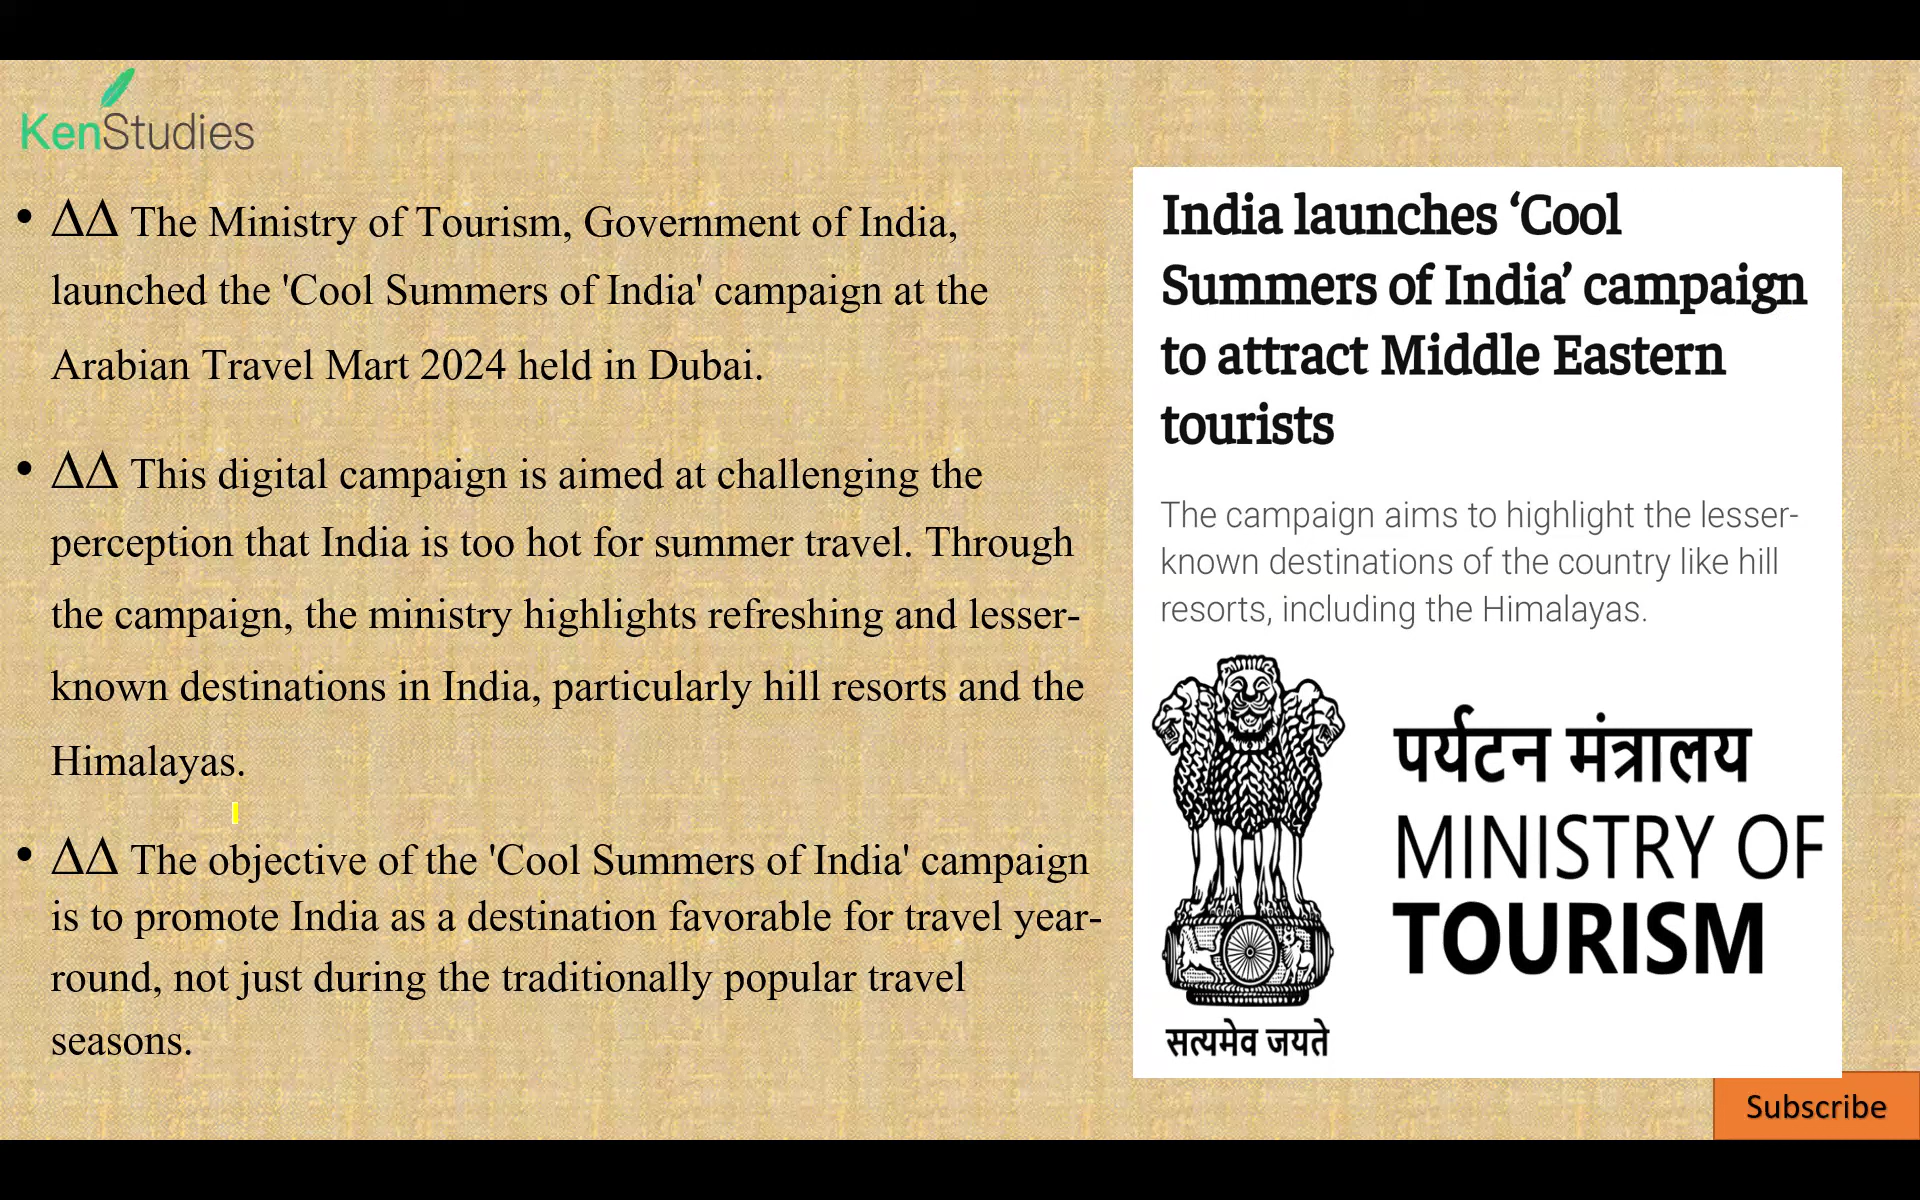 KenStudies
• ΔΔ The Ministry of Tourism, Government of India,
launched the 'Cool Summers of India' campaign at the
Arabian Travel Mart 2024 held in Dubai.
• ΔΔ This digital campaign is aimed at challenging the
perception that India is too hot for summer travel. Through
the campaign, the ministry highlights refreshing and lesser-
known destinations in India, particularly hill resorts and the
Himalayas.
• ΔΔ The objective of the 'Cool Summers of India' campaign
is to promote India as a destination favorable for travel year-
round, not just during the traditionally popular travel
seasons.
India launches ‘Cool
Summers of India’ campaign
to attract Middle Eastern
tourists
The campaign aims to highlight the lesser-
known destinations of the country like hill
resorts, including the Himalayas.
पर्यटन मंत्रालय
MINISTRY OF
TOURISM
सत्यमेव जयते
Subscribe